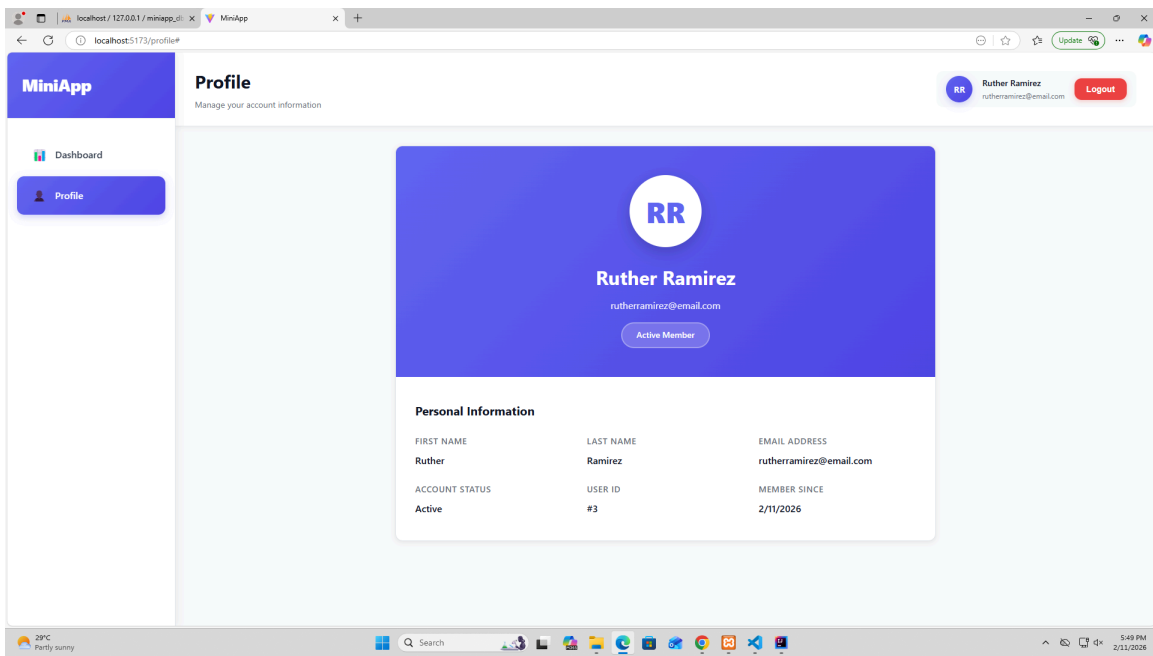 localhost / 127.0.0.1 / miniapp_db
MiniApp
localhost:5173/profile#
Update
MiniApp
Dashboard
Profile
Profile
Manage your account information
RR
Ruther Ramirez
rutherramirez@email.com
Logout
RR
Ruther Ramirez
rutherramirez@email.com
Active Member
Personal Information
FIRST NAME LAST NAME EMAIL ADDRESS
Ruther Ramirez rutherramirez@email.com
ACCOUNT STATUS USER ID MEMBER SINCE
Active #3 2/11/2026
29°C
Partly sunny
Search
5:49 PM
2/11/2026